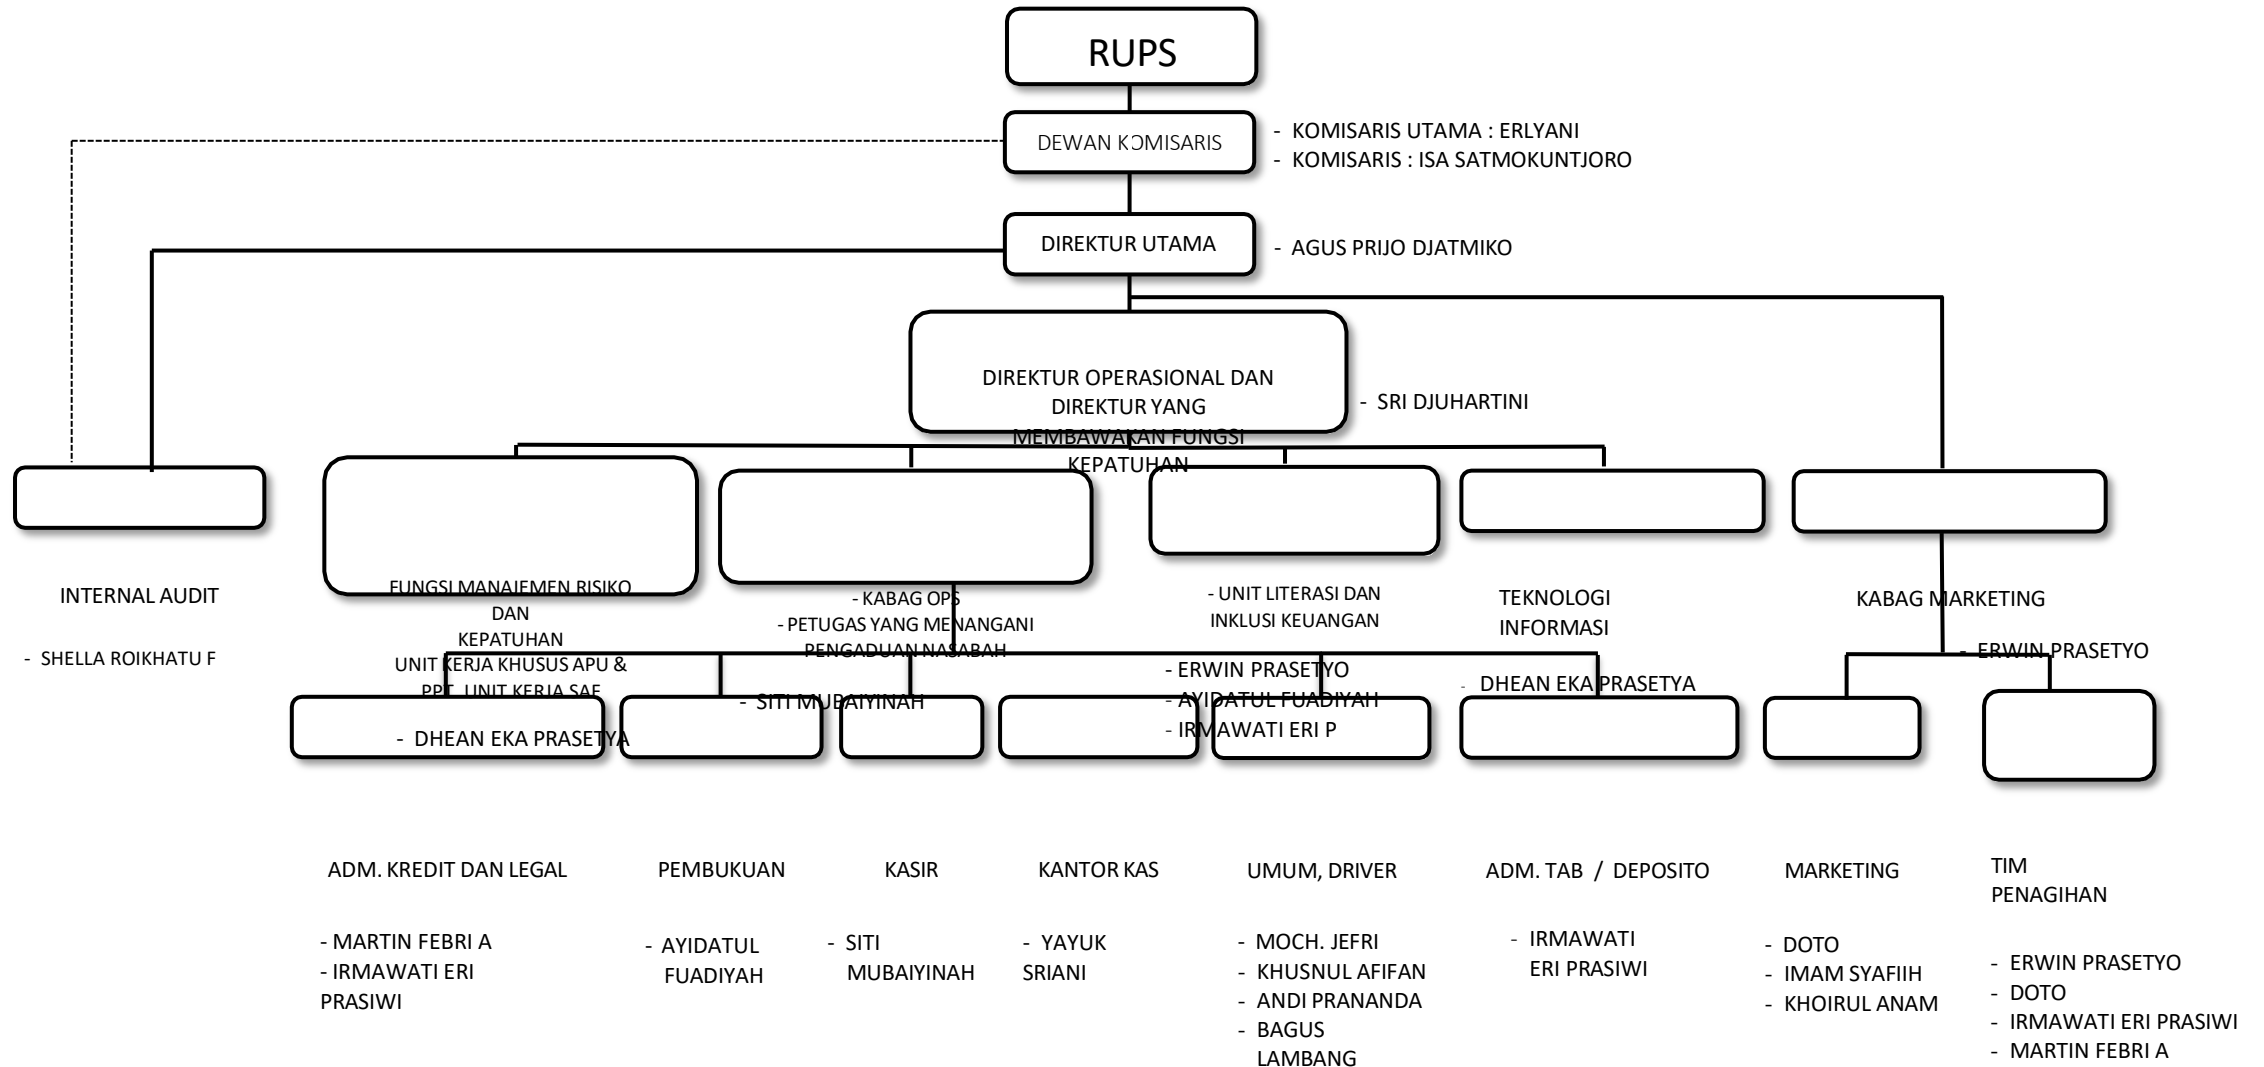 RUPS
DEWAN KOMISARIS
- KOMISARIS UTAMA : ERLYANI
- KOMISARIS : ISA SATMOKUNTJORO
DIREKTUR UTAMA
- AGUS PRIJO DJATMIKO
DIREKTUR OPERASIONAL DAN
DIREKTUR YANG
MEMBAWAKAN FUNGSI
KEPATUHAN
- SRI DJUHARTINI
INTERNAL AUDIT
- SHELLA ROIKHATU F
FUNGSI MANAJEMEN RISIKO
DAN
KEPATUHAN
UNIT KERJA KHUSUS APU &
PPT, UNIT KERJA SAF
- DHEAN EKA PRASETYA
- KABAG OPS
- PETUGAS YANG MENANGANI
PENGADUAN NASABAH
- SITI MUBAIYINAH
- UNIT LITERASI DAN
INKLUSI KEUANGAN
- ERWIN PRASETYO
- AYIDATUL FUADIYAH
- IRMAWATI ERI P
TEKNOLOGI
INFORMASI
- DHEAN EKA PRASETYA
KABAG MARKETING
- ERWIN PRASETYO
ADM. KREDIT DAN LEGAL
- MARTIN FEBRI A
- IRMAWATI ERI
PRASIWI
PEMBUKUAN
- AYIDATUL
FUADIYAH
KASIR
- SITI
MUBAIYINAH
KANTOR KAS
- YAYUK
SRIANI
UMUM, DRIVER
- MOCH. JEFRI
- KHUSNUL AFIFAN
- ANDI PRANANDA
- BAGUS
LAMBANG
ADM. TAB / DEPOSITO
- IRMAWATI
ERI PRASIWI
MARKETING
- DOTO
- IMAM SYAFIIH
- KHOIRUL ANAM
TIM
PENAGIHAN
- ERWIN PRASETYO
- DOTO
- IRMAWATI ERI PRASIWI
- MARTIN FEBRI A